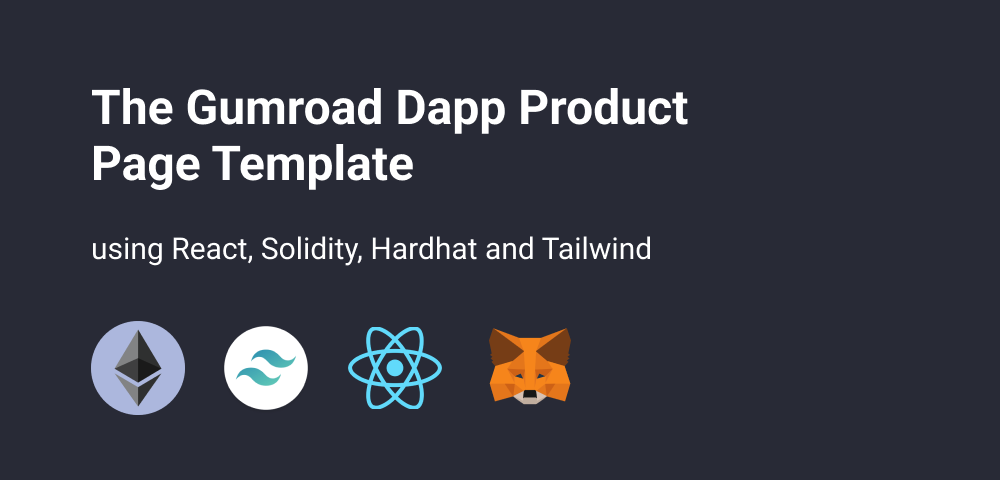 The Gumroad Dapp Product
Page Template
using React, Solidity, Hardhat and Tailwind